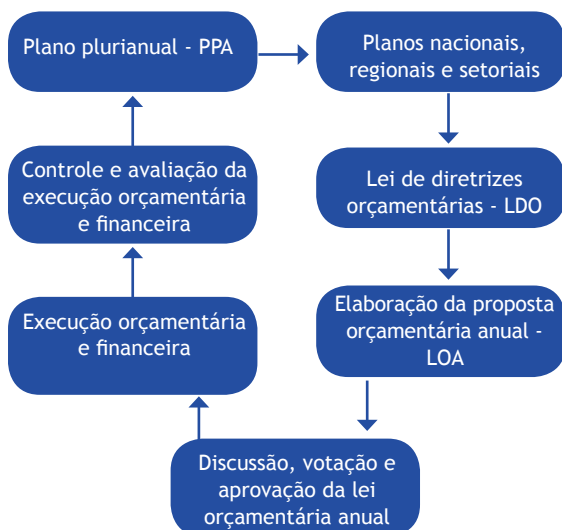 Plano plurianual - PPA
Planos nacionais,
regionais e setoriais
Lei de diretrizes
orçamentárias - LDO
Elaboração da proposta
orçamentária anual -
LOA
Discussão, votação e
aprovação da lei
orçamentária anual
Execução orçamentária
e financeira
Controle e avaliação da
execução orçamentária
e financeira